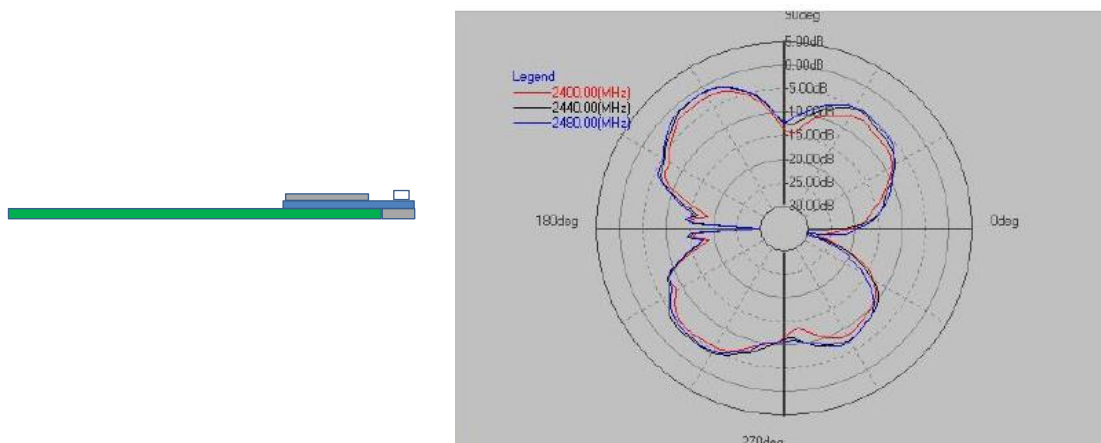 90deg
5.00dB
0.00dB
-5.00dB
-10.00dB
-15.00dB
-20.00dB
-25.00dB
-30.00dB
Legend
2400.00(MHz)
2440.00(MHz)
2480.00(MHz)
180deg
0deg
270deg